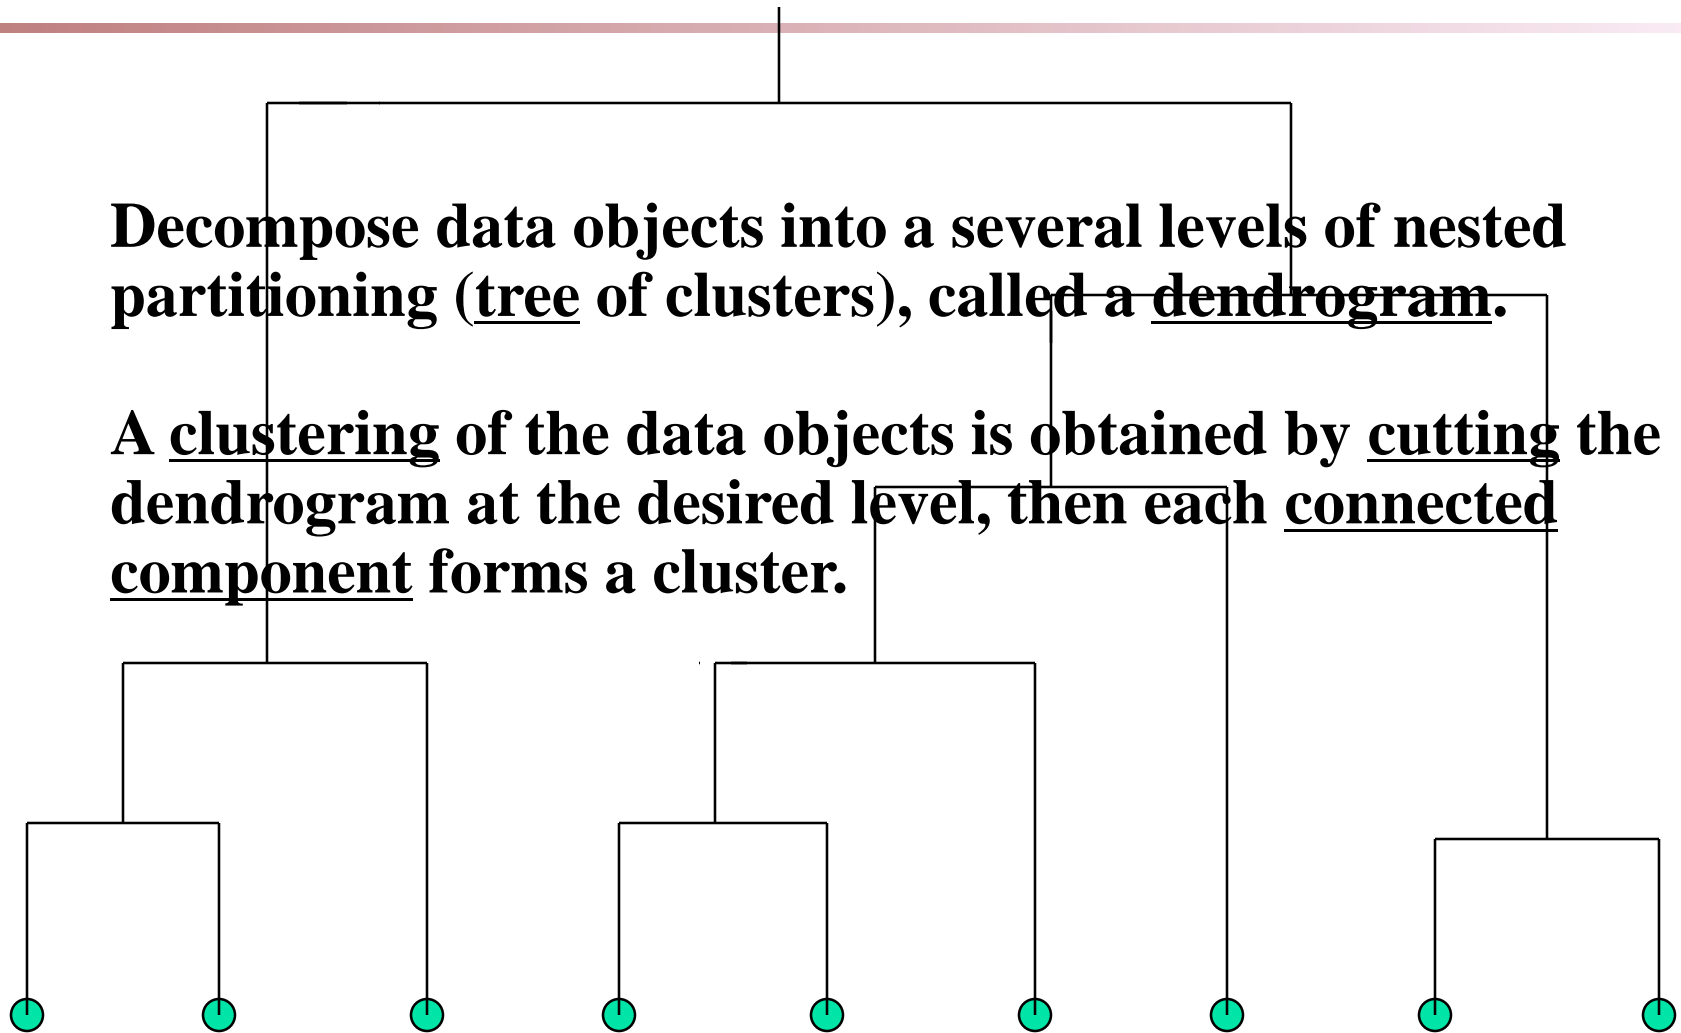 Decompose data objects into a several levels of nested
partitioning (tree of clusters), called a dendrogram.
A clustering of the data objects is obtained by cutting the
dendrogram at the desired level, then each connected
component forms a cluster.